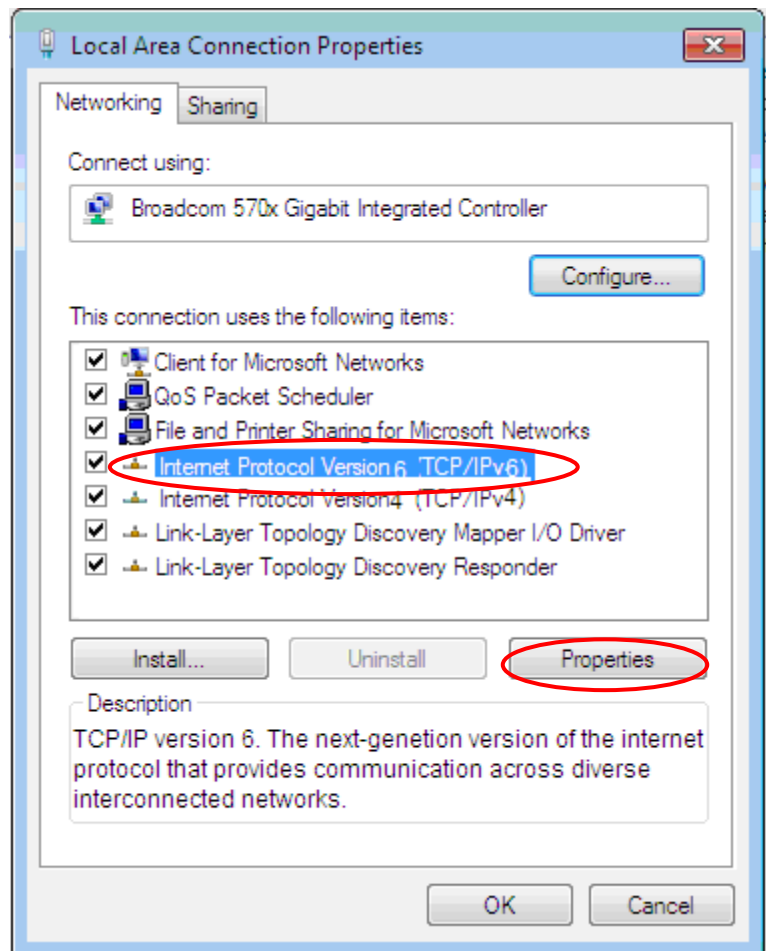 Local Area Connection Properties
Networking
Sharing
Connect using:
Broadcom 570x Gigabit Integrated Controller
Configure...
This connection uses the following items:
Client for Microsoft Networks
QoS Packet Scheduler
File and Printer Sharing for Microsoft Networks
Internet Protocol Version 6 (TCP/IPv6)
Internet Protocol Version4 (TCP/IPv4)
Link-Layer Topology Discovery Mapper I/O Driver
Link-Layer Topology Discovery Responder
Install...
Uninstall
Properties
Description
TCP/IP version 6. The next-genetion version of the internet
protocol that provides communication across diverse
interconnected networks.
OK
Cancel